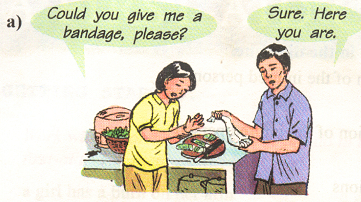 a)
Could you give me a
bandage, please?
Sure. Here
you are.